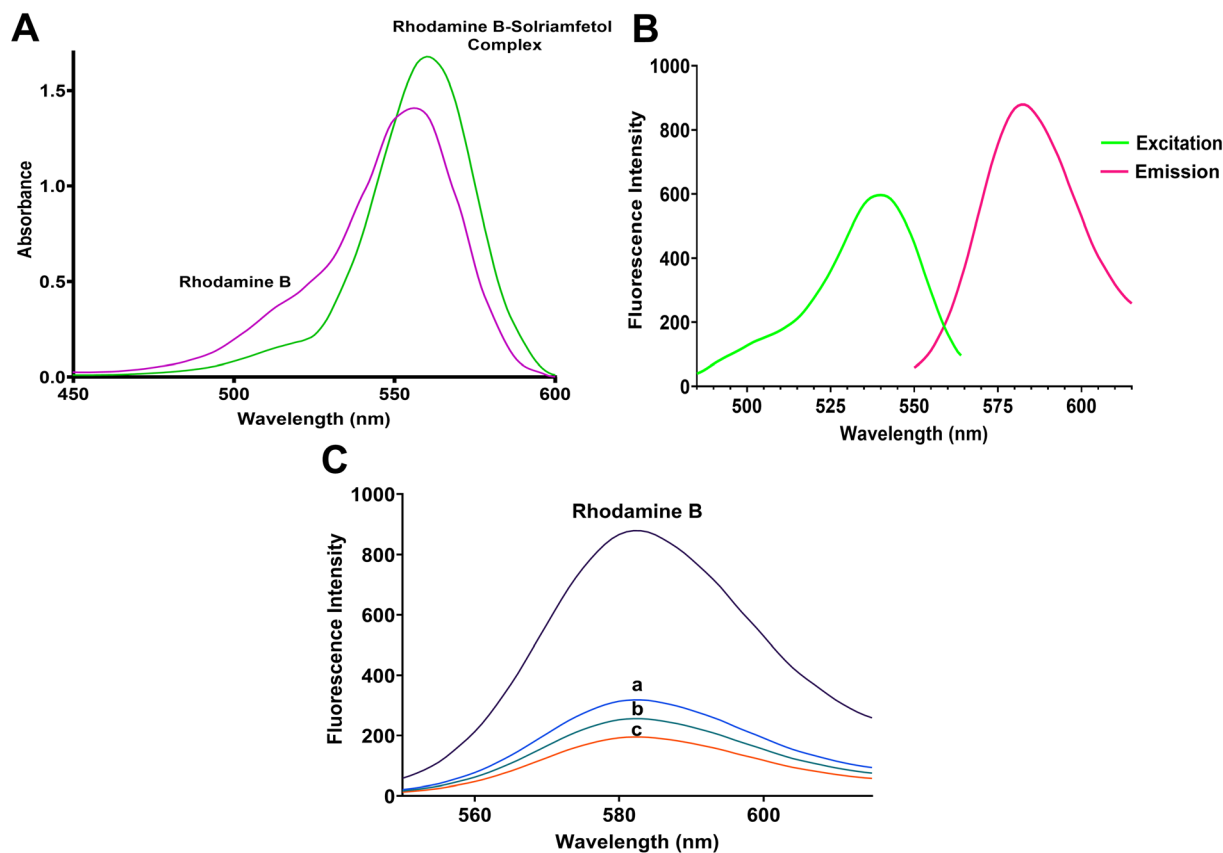 A
Rhodamine B-Solriamfetol
Complex
Rhodamine B
Absorbance
1.5
1.0
0.5
0.0
450
500
550
600
Wavelength (nm)
B
1000
800
600
400
200
0
Fluorescence Intensity
500
525
550
575
600
Wavelength (nm)
Excitation
Emission
C
1000
800
600
400
200
0
Fluorescence Intensity
Rhodamine B
a
b
c
560
580
600
Wavelength (nm)